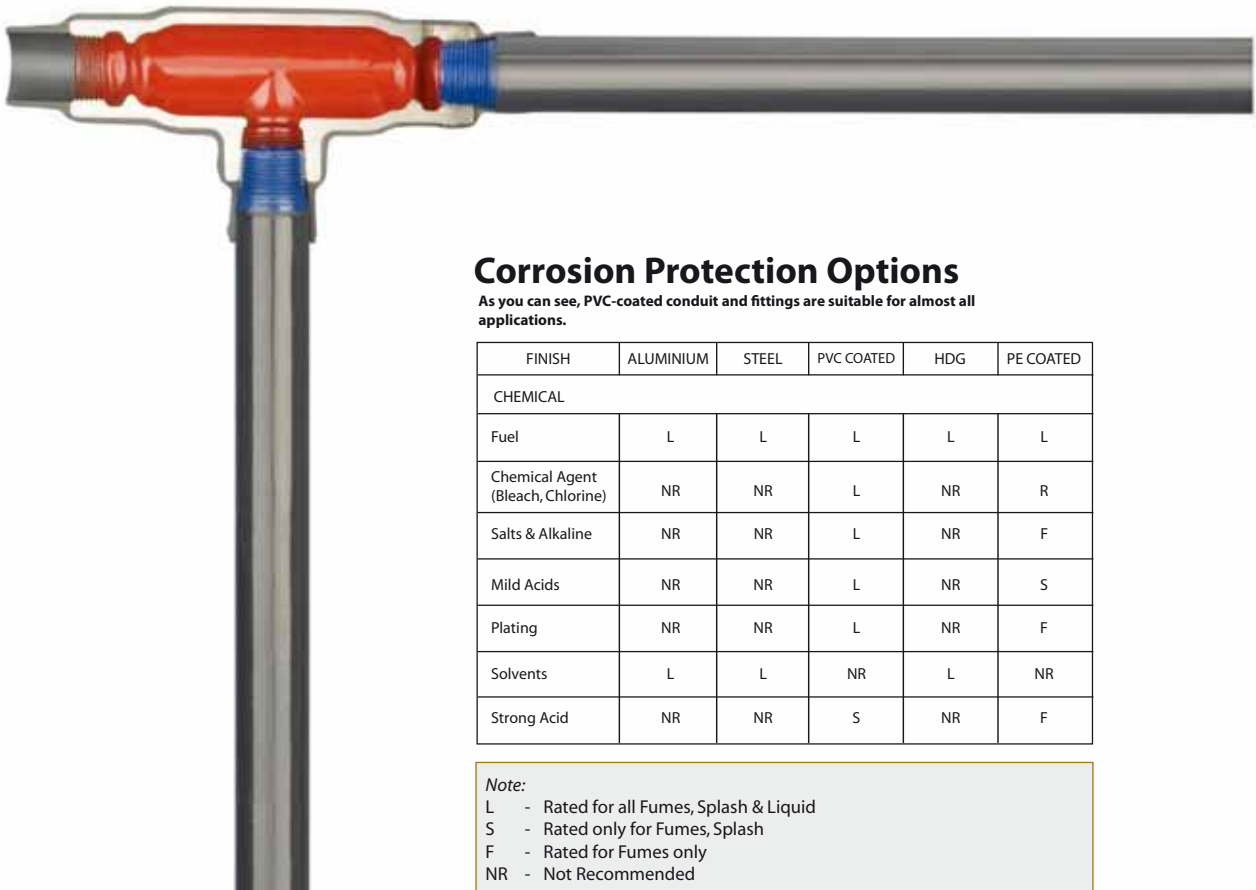 Corrosion Protection Options
As you can see, PVC-coated conduit and fittings are suitable for almost all
applications.
FINISH ALUMINIUM STEEL PVC COATED HDG PE COATED
CHEMICAL
Fuel L L L L L
Chemical Agent
(Bleach, Chlorine) NR NR L NR R
Salts & Alkaline NR NR L NR F
Mild Acids NR NR L NR S
Plating NR NR L NR F
Solvents L L NR L NR
Strong Acid NR NR S NR F
Note:
L - Rated for all Fumes, Splash & Liquid
S - Rated only for Fumes, Splash
F - Rated for Fumes only
NR - Not Recommended